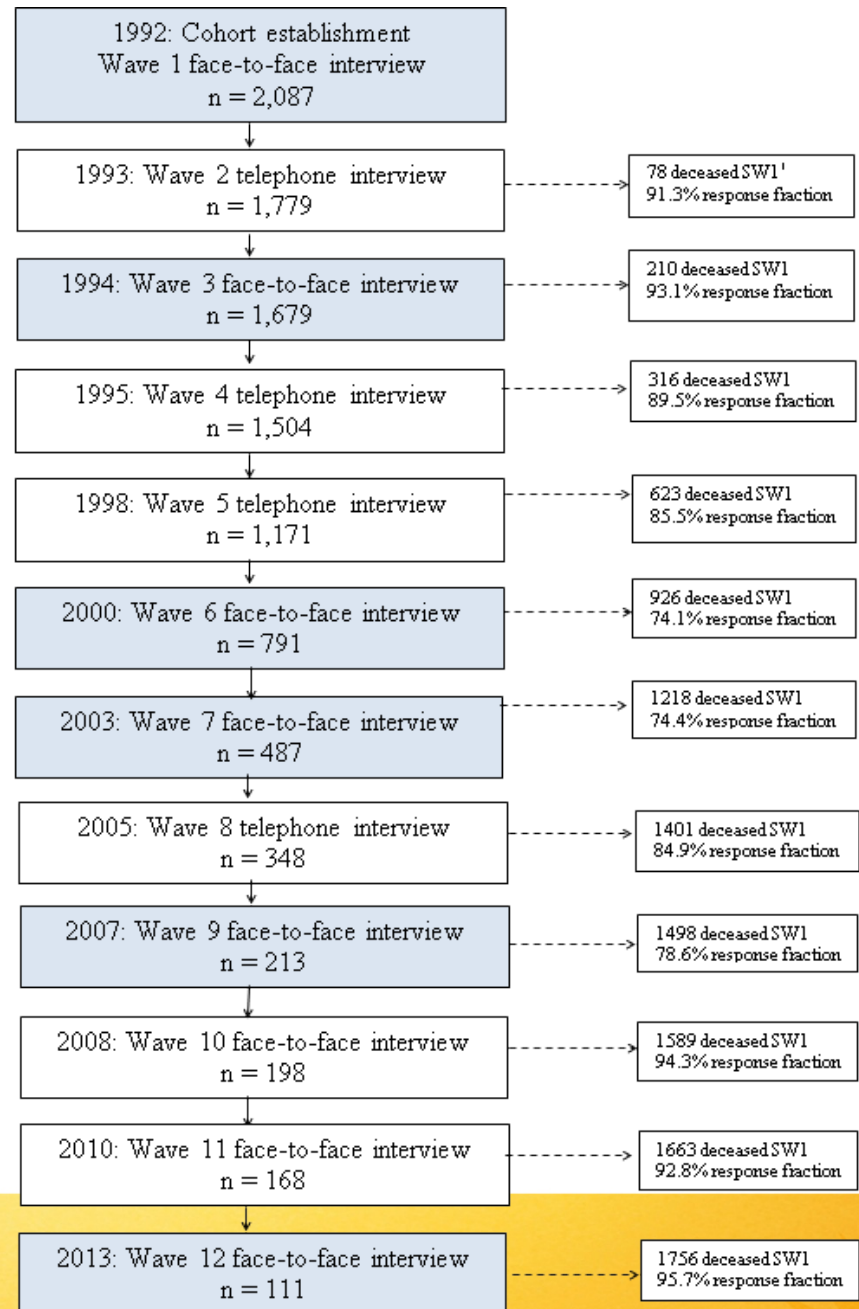 1992: Cohort establishment
Wave 1 face-to-face interview
n = 2,087
1993: Wave 2 telephone interview
n = 1,779
78 deceased SW1¹
91.3% response fraction
1994: Wave 3 face-to-face interview
n = 1,679
210 deceased SW1
93.1% response fraction
1995: Wave 4 telephone interview
n = 1,504
316 deceased SW1
89.5% response fraction
1998: Wave 5 telephone interview
n = 1,171
623 deceased SW1
85.5% response fraction
2000: Wave 6 face-to-face interview
n = 791
926 deceased SW1
74.1% response fraction
2003: Wave 7 face-to-face interview
n = 487
1218 deceased SW1
74.4% response fraction
2005: Wave 8 telephone interview
n = 348
1401 deceased SW1
84.9% response fraction
2007: Wave 9 face-to-face interview
n = 213
1498 deceased SW1
78.6% response fraction
2008: Wave 10 face-to-face interview
n = 198
1589 deceased SW1
94.3% response fraction
2010: Wave 11 face-to-face interview
n = 168
1663 deceased SW1
92.8% response fraction
2013: Wave 12 face-to-face interview
n = 111
1756 deceased SW1
95.7% response fraction